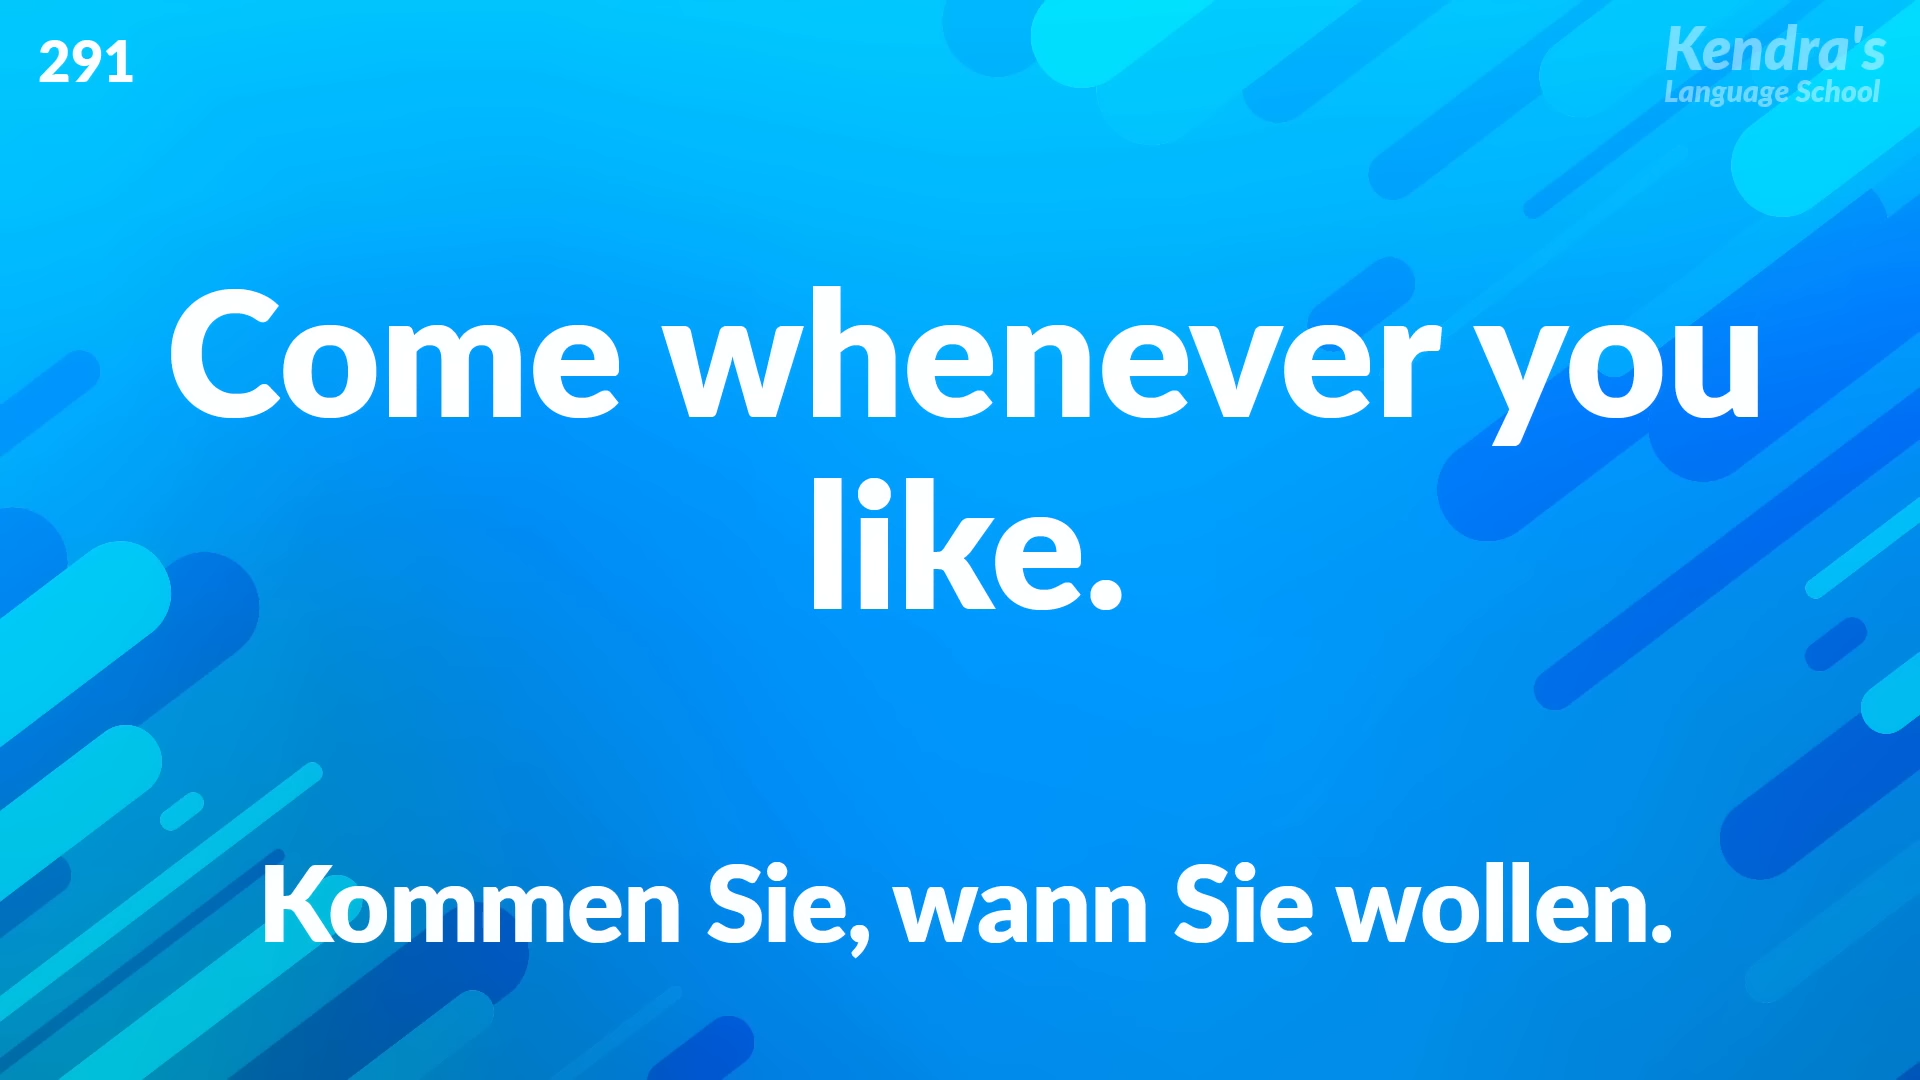 291
Kendra's
Language School
Come whenever you
like.
Kommen Sie, wann Sie wollen.